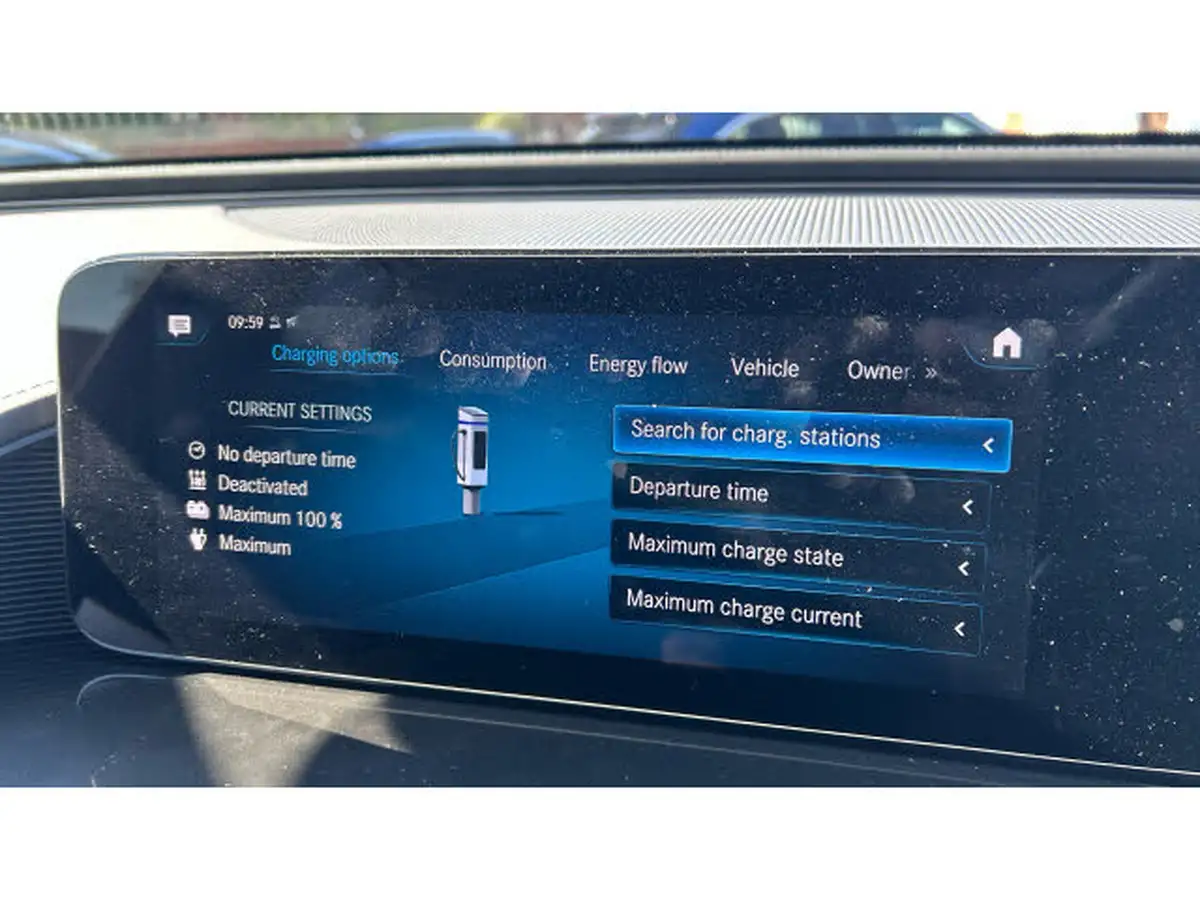 09:59
Charging options Consumption Energy flow Vehicle Owner »
CURRENT SETTINGS
No departure time
Deactivated
Maximum 100 %
Maximum
Search for charg. stations
Departure time
Maximum charge state
Maximum charge current